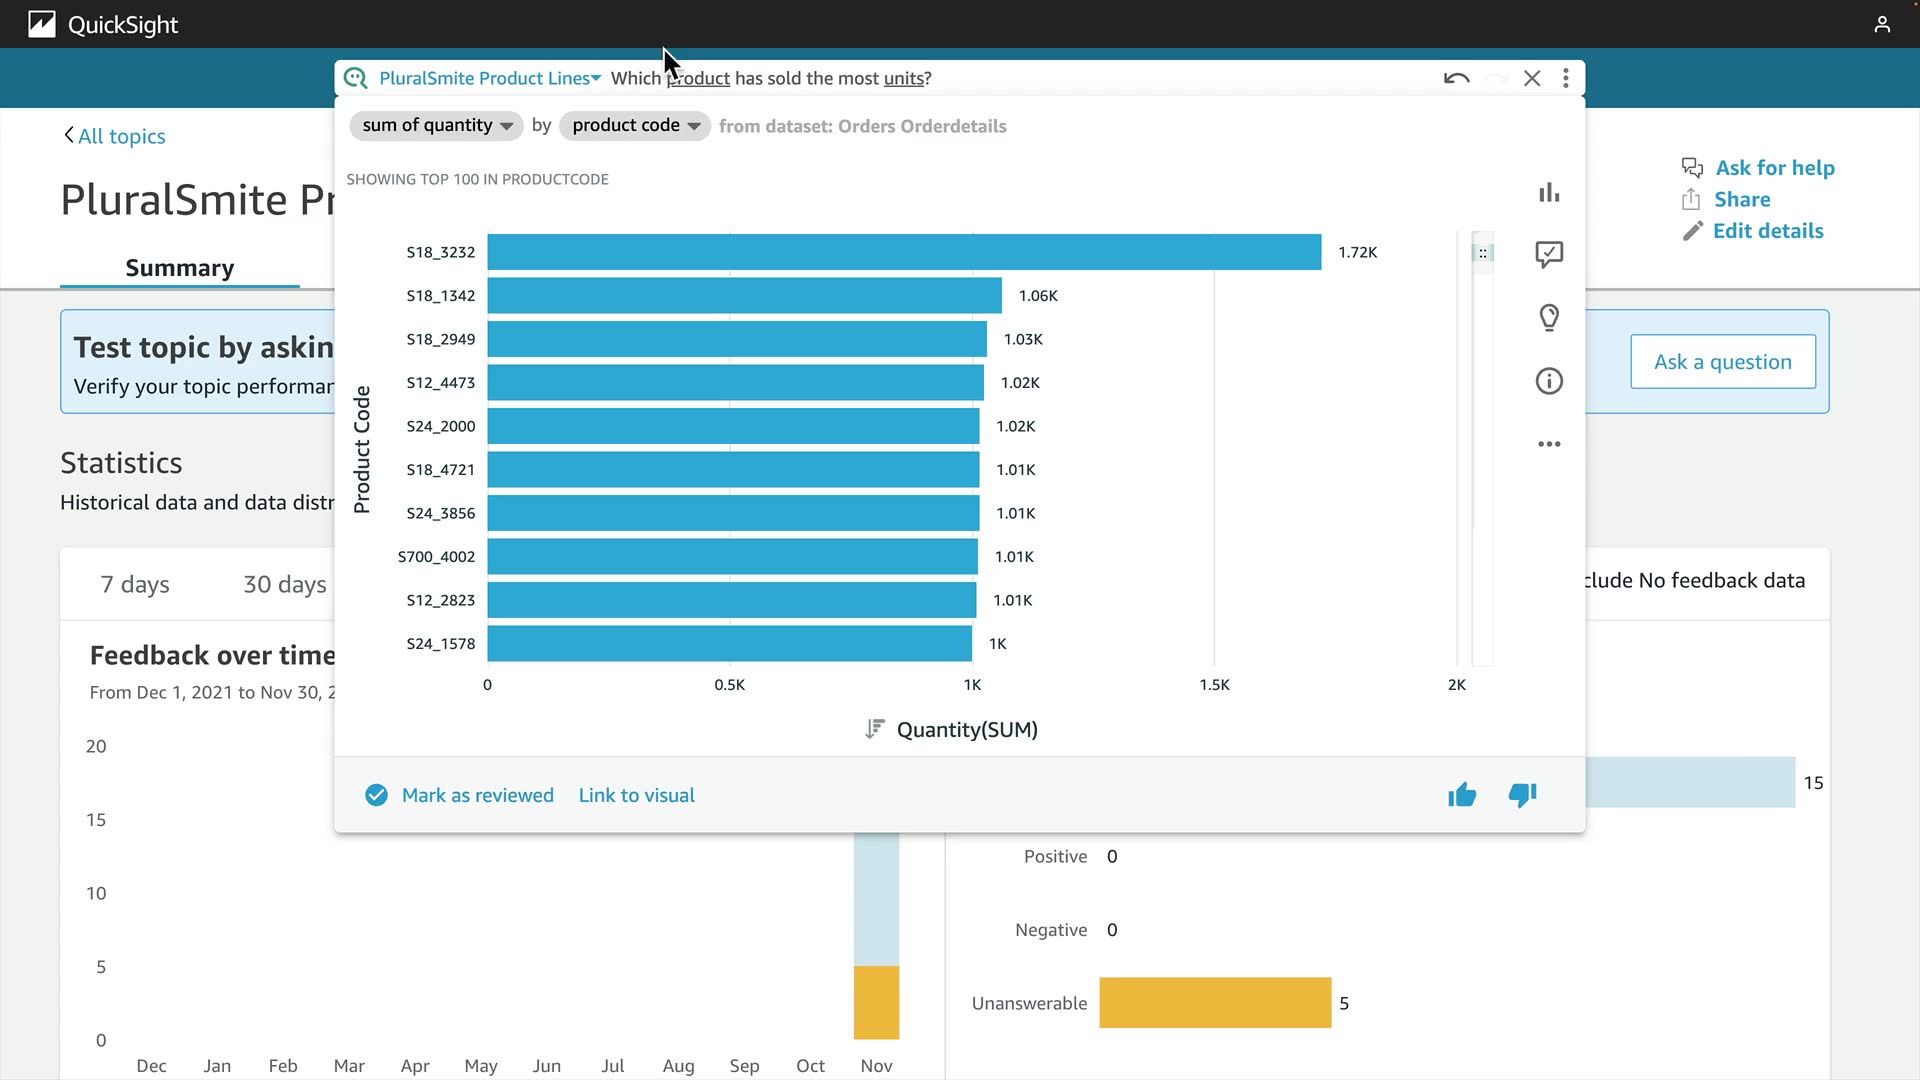 QuickSight
PluralSmite Product Lines Which product has sold the most units?
sum of quantity by product code from dataset: Orders Orderdetails
SHOWING TOP 100 IN PRODUCTCODE
All topics
PluralSmite Pr
Summary
Ask for help
Share
Edit details
Test topic by askin
Verify your topic performan
Ask a question
Statistics
Historical data and data distr
7 days 30 days
clude No feedback data
Feedback over time
From Dec 1, 2021 to Nov 30, 2
Product Code
S18_3232 1.72K
S18_1342 1.06K
S18_2949 1.03K
S12_4473 1.02K
S24_2000 1.02K
S18_4721 1.01K
S24_3856 1.01K
S700_4002 1.01K
S12_2823 1.01K
S24_1578 1K
0 0.5K 1K 1.5K 2K
Quantity(SUM)
Mark as reviewed Link to visual
20
15
10
5
0
Dec Jan Feb Mar Apr May Jun Jul Aug Sep Oct Nov
15
Positive 0
Negative 0
Unanswerable 5